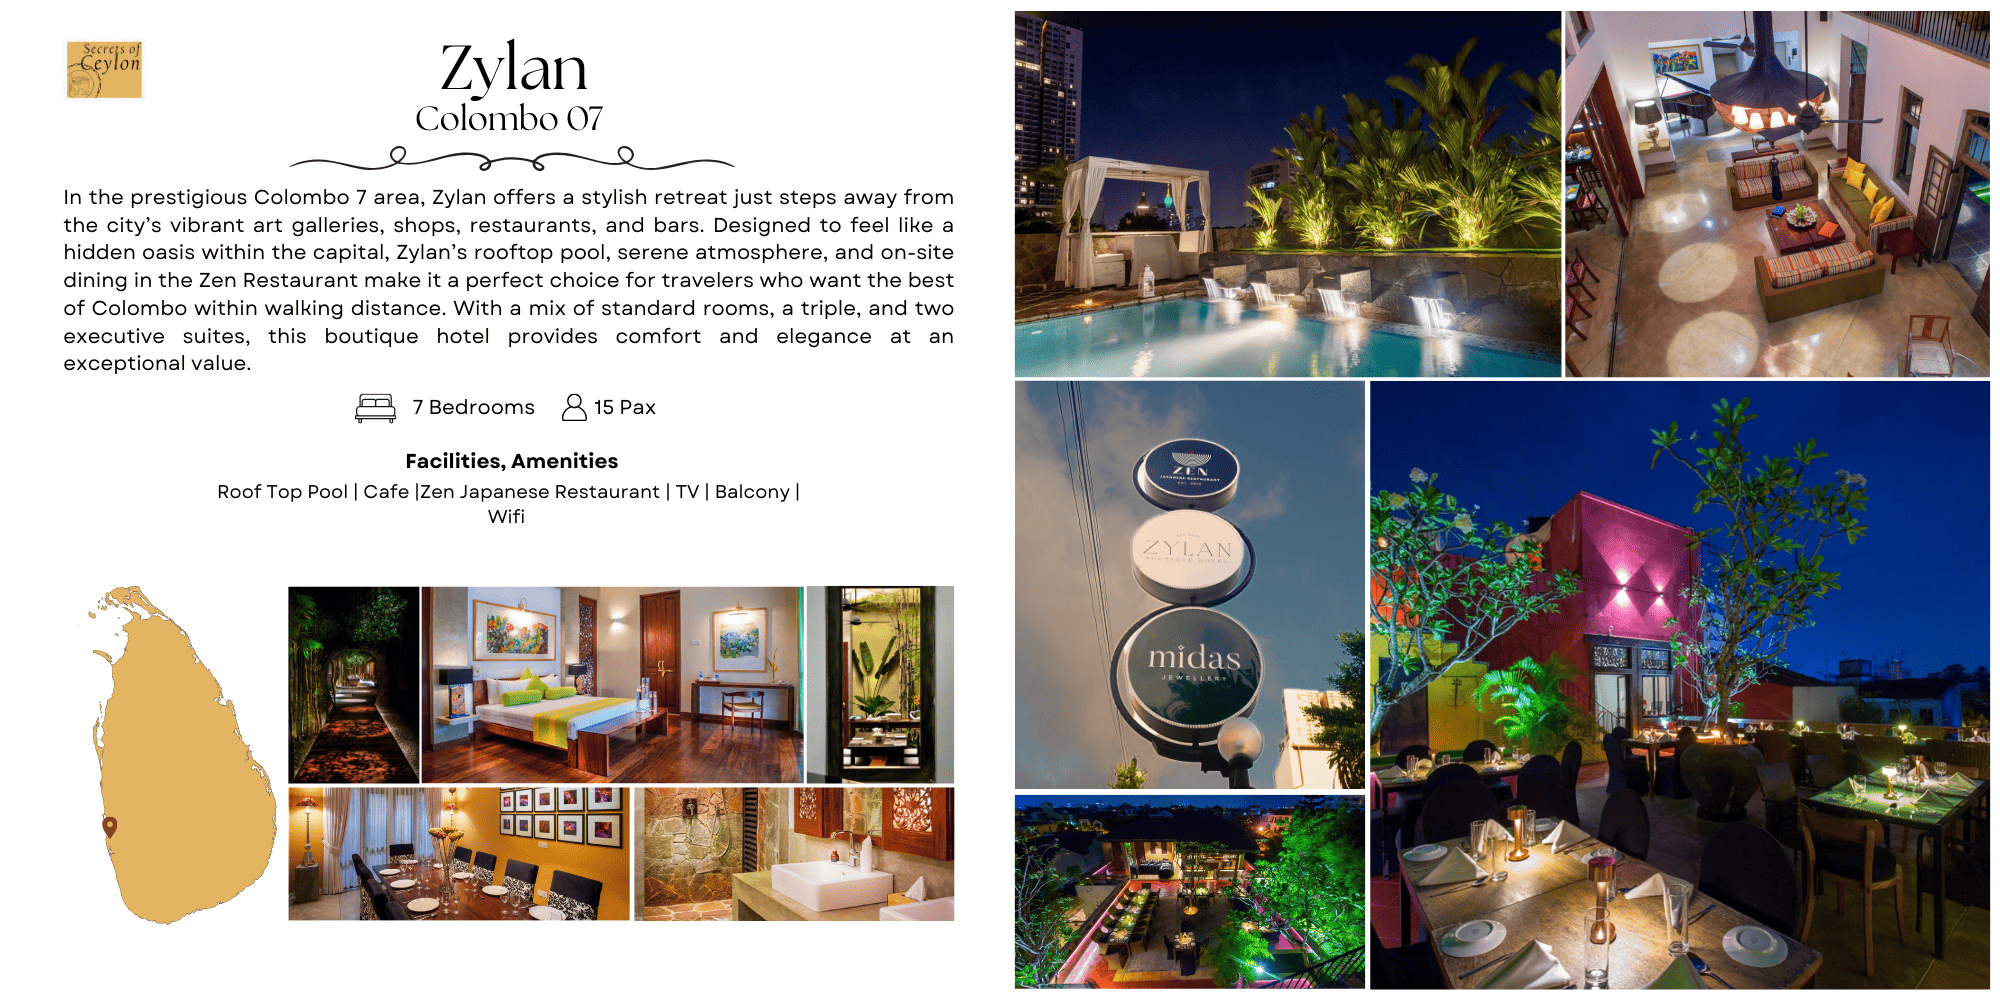 Secrets of
Ceylon
Zylan
Colombo 07
In the prestigious Colombo 7 area, Zylan offers a stylish retreat just steps away from
the city’s vibrant art galleries, shops, restaurants, and bars. Designed to feel like a
hidden oasis within the capital, Zylan’s rooftop pool, serene atmosphere, and on-site
dining in the Zen Restaurant make it a perfect choice for travelers who want the best
of Colombo within walking distance. With a mix of standard rooms, a triple, and two
executive suites, this boutique hotel provides comfort and elegance at an
exceptional value.
7 Bedrooms 15 Pax
Facilities, Amenities
Roof Top Pool | Cafe |Zen Japanese Restaurant | TV | Balcony |
Wifi
ZEN
JAPANESE RESTAURANT
ZYLAN
BOUTIQUE HOTEL
midas
JEWELLERY